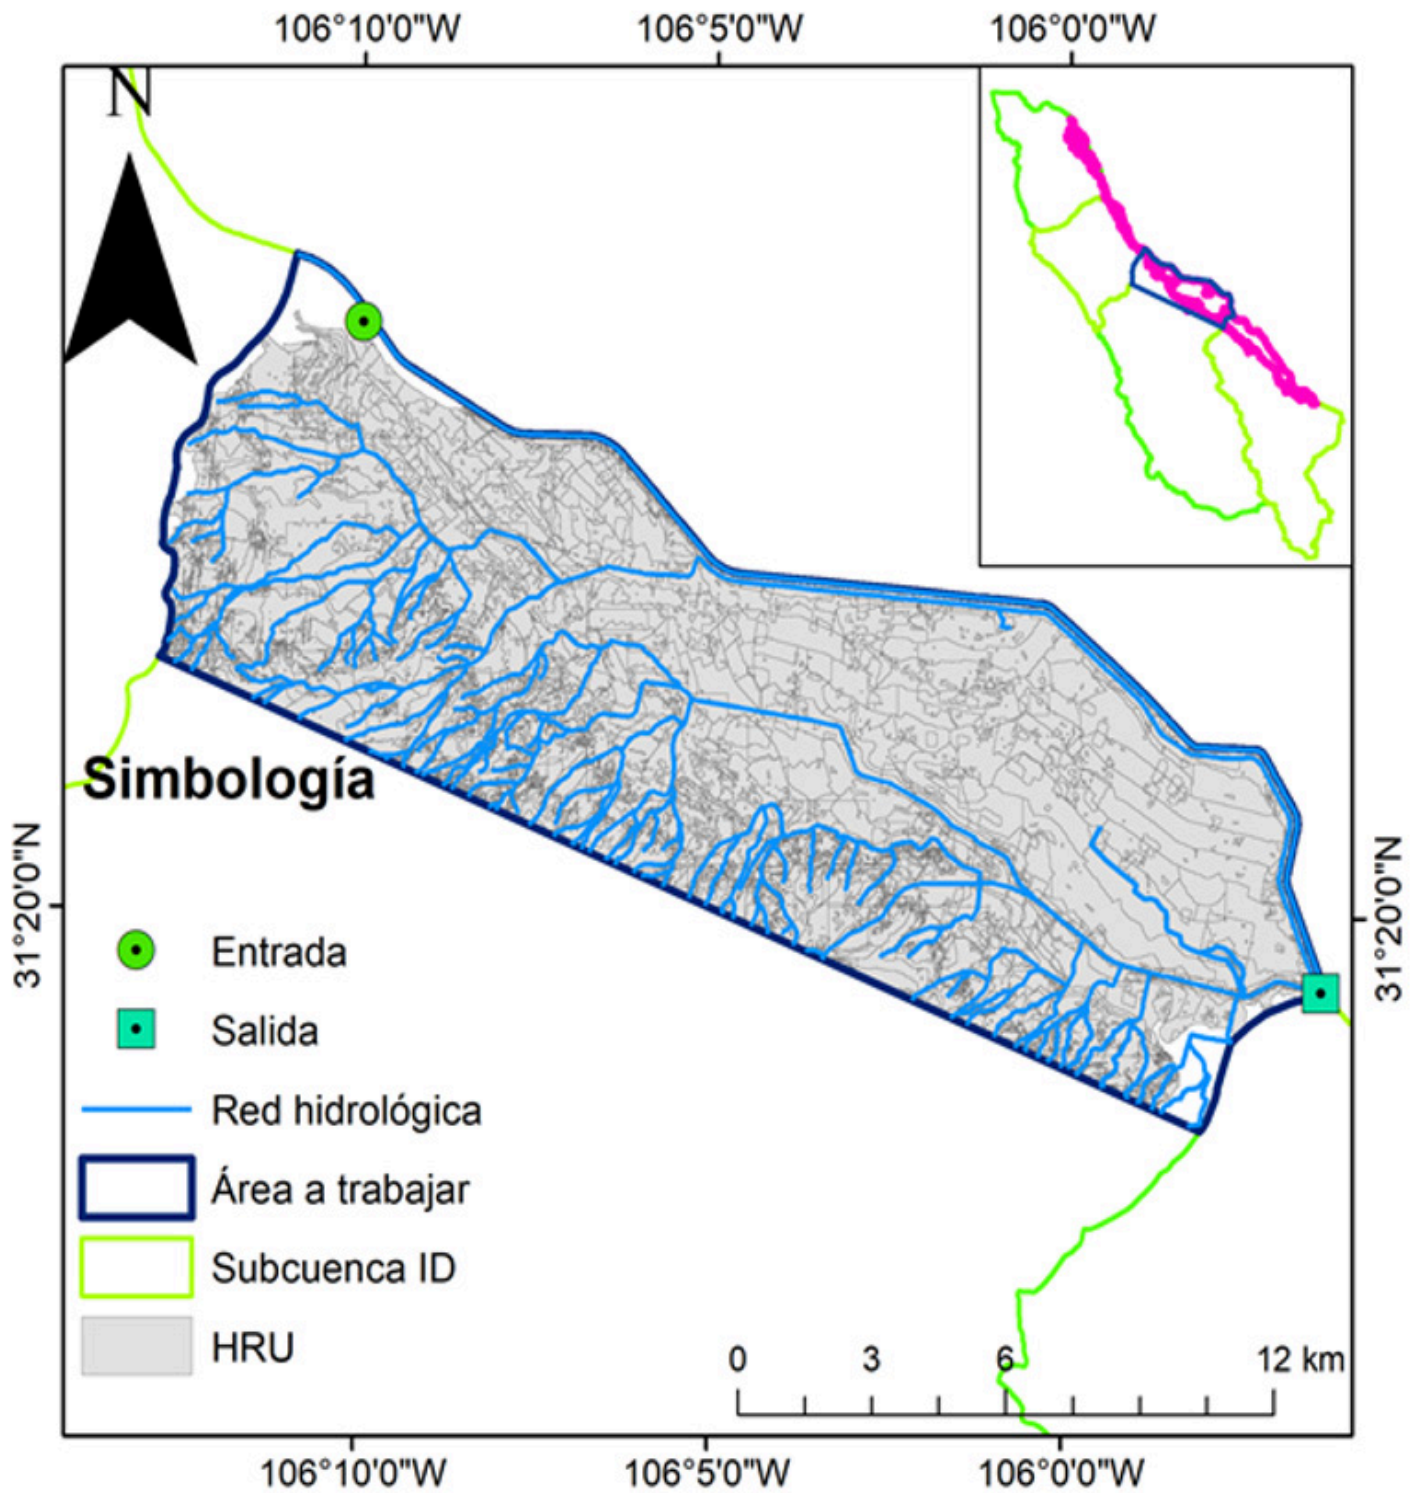 106°10'0"W 106°5'0"W 106°0'0"W
N
Simbología
31°20'0"N
31°20'0"N
Entrada
Salida
Red hidrológica
Área a trabajar
Subcuenca ID
HRU
0 3 6 12 km
106°10'0"W 106°5'0"W 106°0'0"W